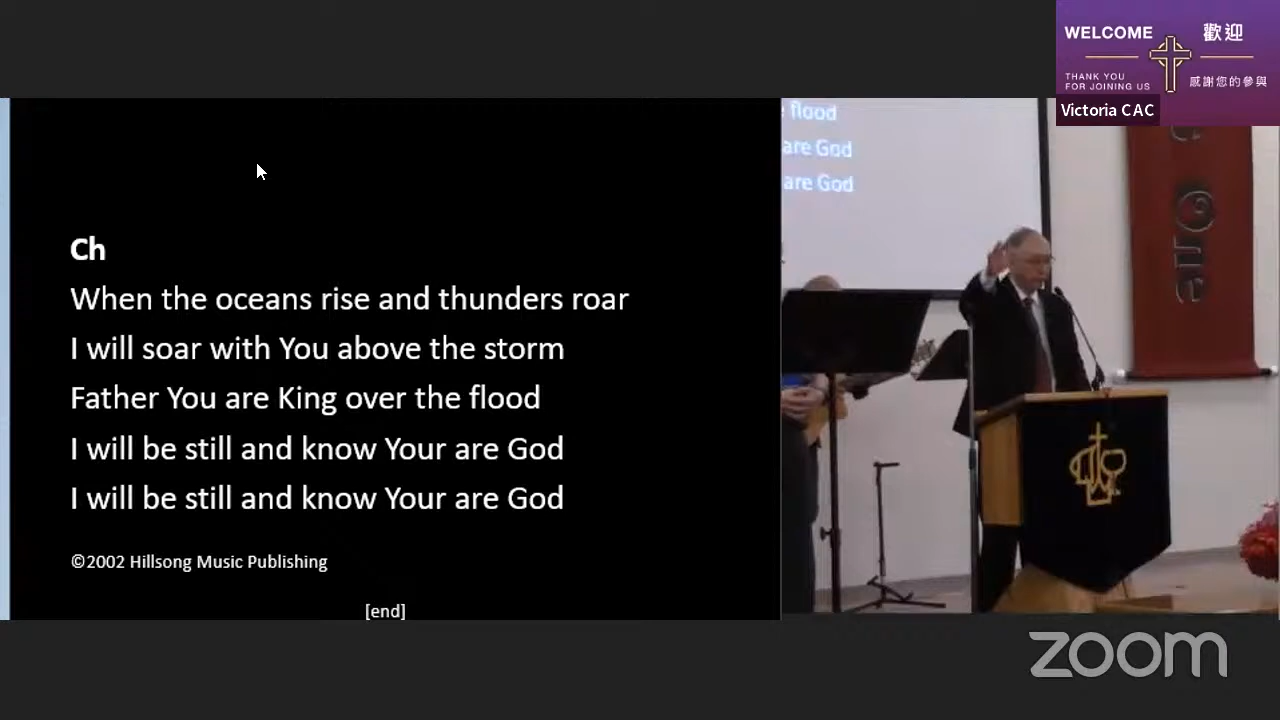 WELCOME 歡迎
THANK YOU
FOR JOINING US 感謝您的參與
Victoria CAC
Ch
When the oceans rise and thunders roar
I will soar with You above the storm
Father You are King over the flood
I will be still and know Your are God
I will be still and know Your are God
©2002 Hillsong Music Publishing
[end]
flood
are God
are God
One
zoom